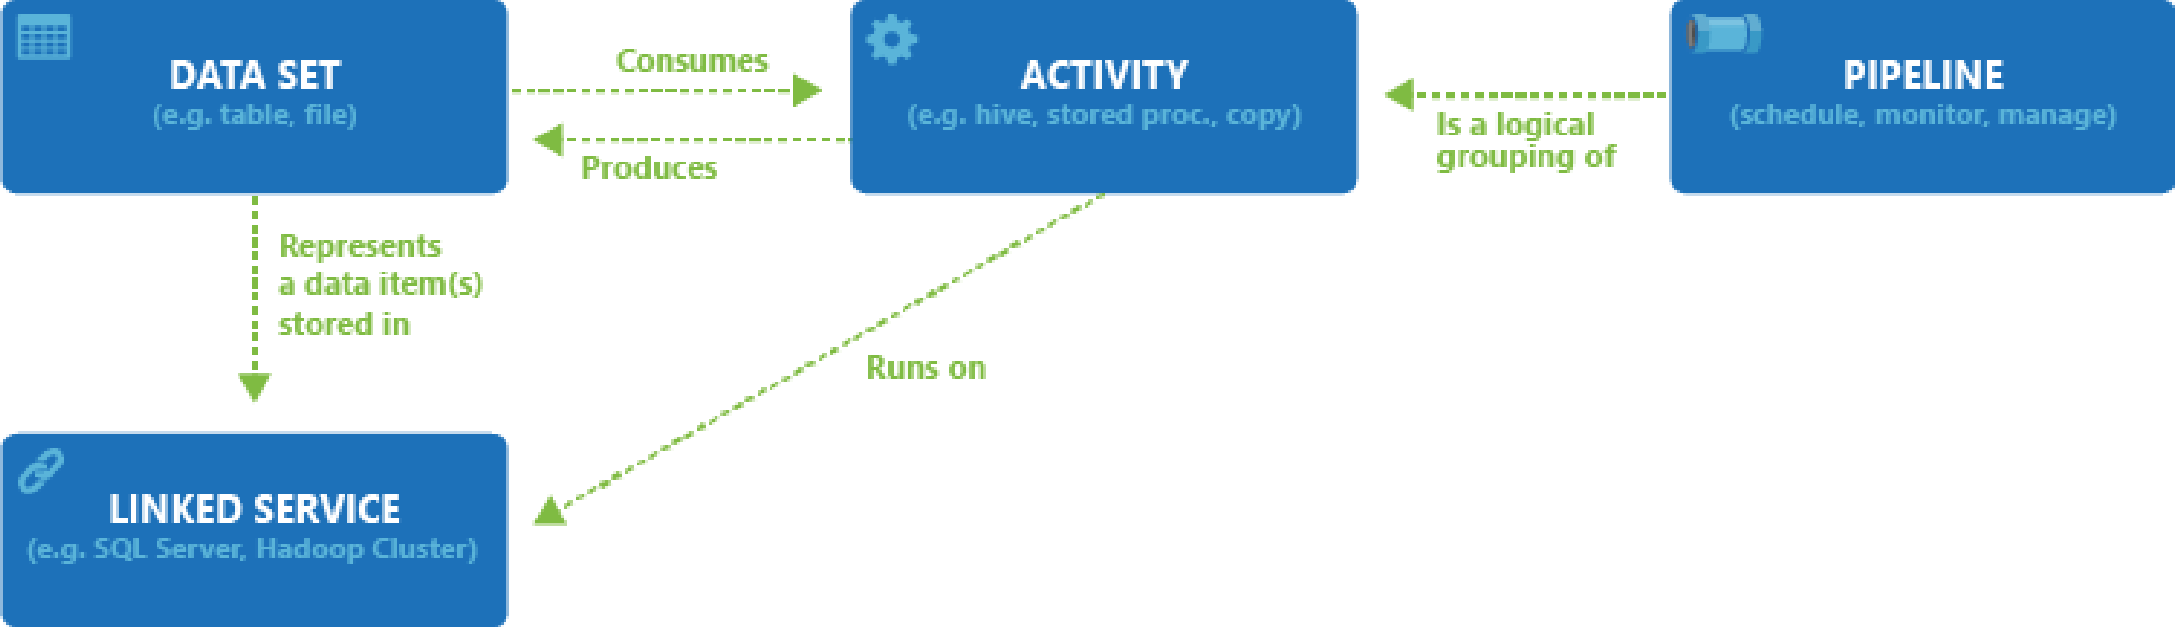 DATA SET
(e.g. table, file)
Consumes
Produces
ACTIVITY
(e.g. hive, stored proc., copy)
Is a logical
grouping of
PIPELINE
(schedule, monitor, manage)
Represents
a data item(s)
stored in
Runs on
LINKED SERVICE
(e.g. SQL Server, Hadoop Cluster)